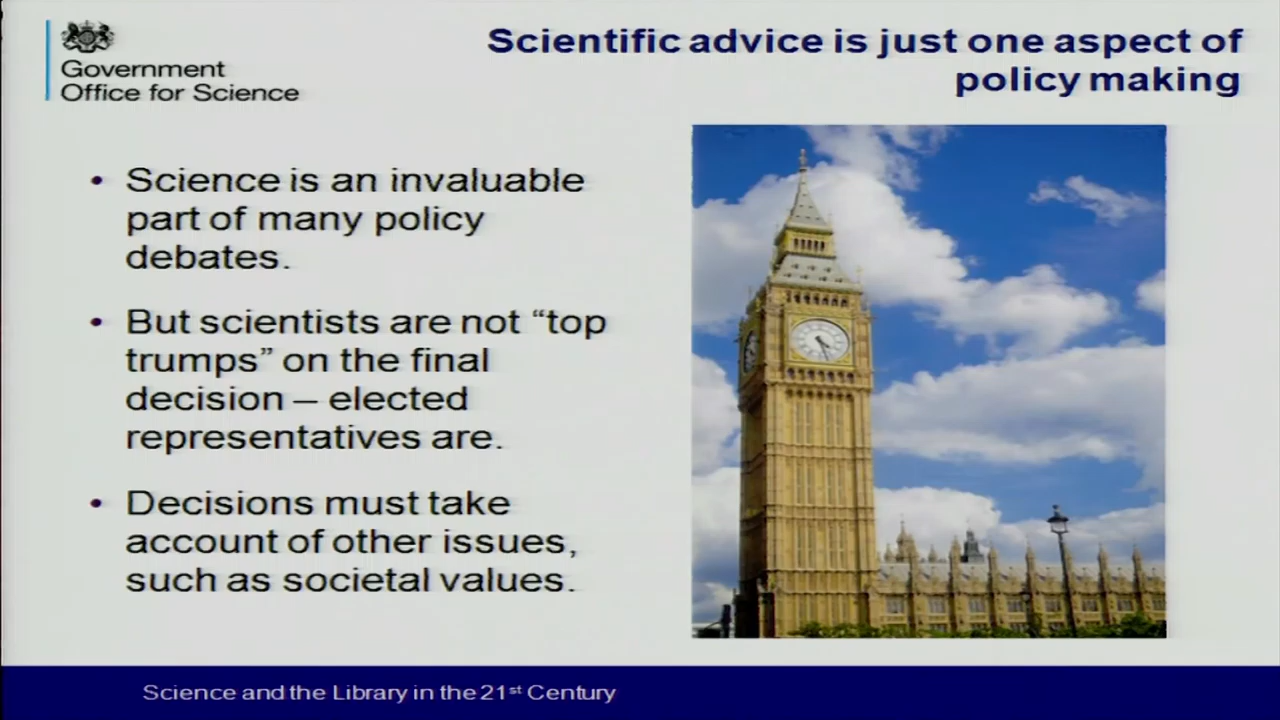 Government
Office for Science
Scientific advice is just one aspect of
policy making
• Science is an invaluable
part of many policy
debates.
• But scientists are not “top
trumps” on the final
decision – elected
representatives are.
• Decisions must take
account of other issues,
such as societal values.
Science and the Library in the 21st Century